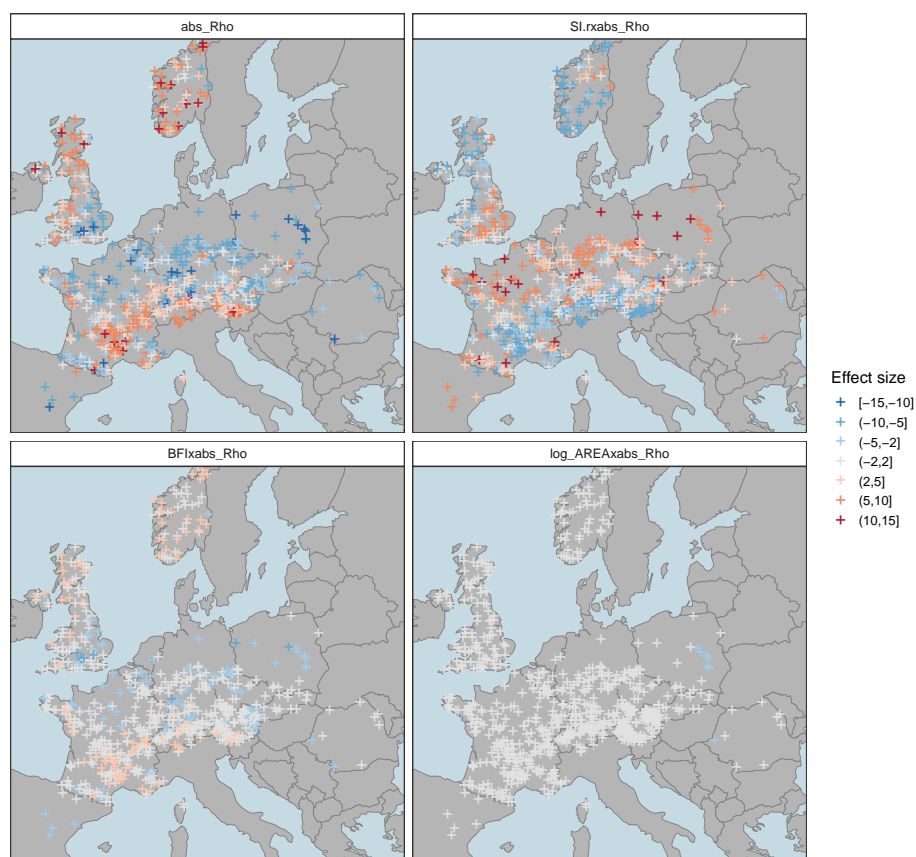 abs_Rho
SI.rxabs_Rho
BFIxabs_Rho
log_AREAxabs_Rho
Effect size
[−15,−10]
(−10,−5]
(−5,−2]
(−2,2]
(2,5]
(5,10]
(10,15]